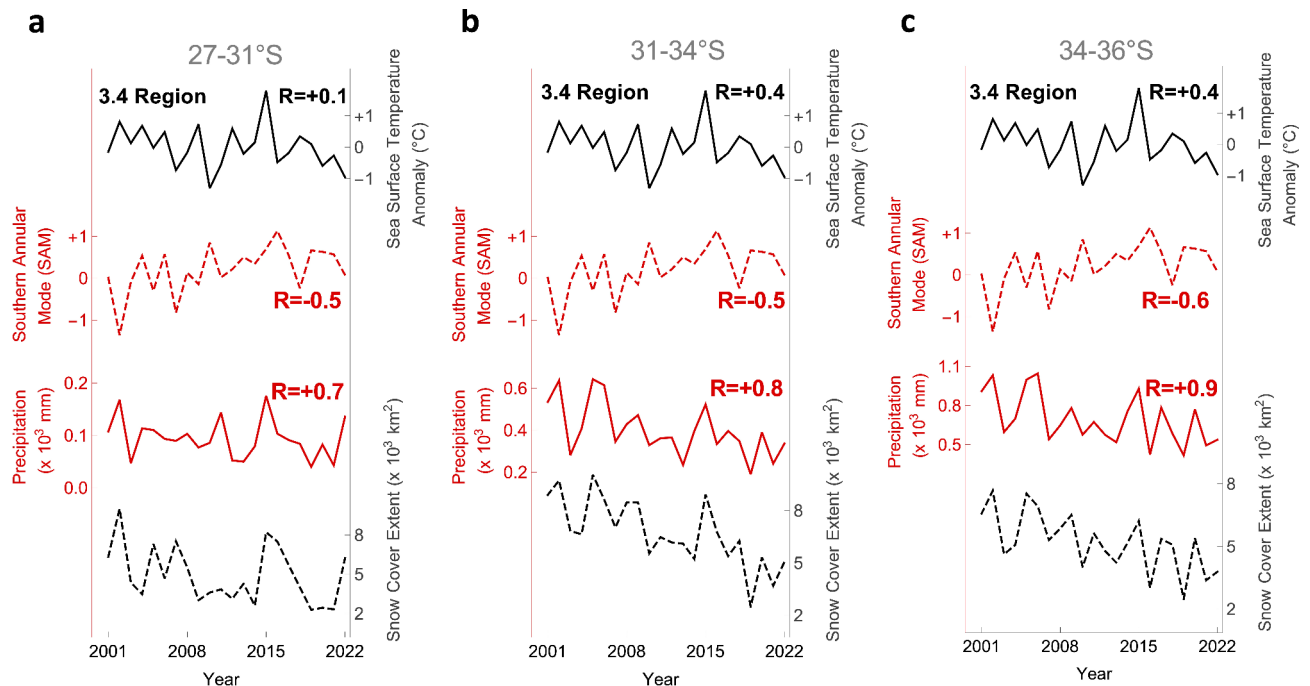 a
27-31°S
3.4 Region
R=+0.1
+1
−1
Sea Surface Temperature
Anomaly (°C)
Southern Annular
Mode (SAM)
+1
0
−1
R=-0.5
Precipitation
(x 10³ mm)
0.2
0.1
0.0
R=+0.7
8
5
2
Snow Cover Extent (x 10³ km²)
2001
2008
2015
2022
Year
b
31-34°S
3.4 Region
R=+0.4
+1
−1
Sea Surface Temperature
Anomaly (°C)
Southern Annular
Mode (SAM)
+1
0
−1
R=-0.5
Precipitation
(x 10³ mm)
0.6
0.4
0.2
R=+0.8
8
5
2
Snow Cover Extent (x 10³ km²)
2001
2008
2015
2022
Year
c
34-36°S
3.4 Region
R=+0.4
+1
−1
Sea Surface Temperature
Anomaly (°C)
Southern Annular
Mode (SAM)
+1
0
−1
R=-0.6
Precipitation
(x 10³ mm)
1.1
0.8
0.5
R=+0.9
8
5
2
Snow Cover Extent (x 10³ km²)
2001
2008
2015
2022
Year